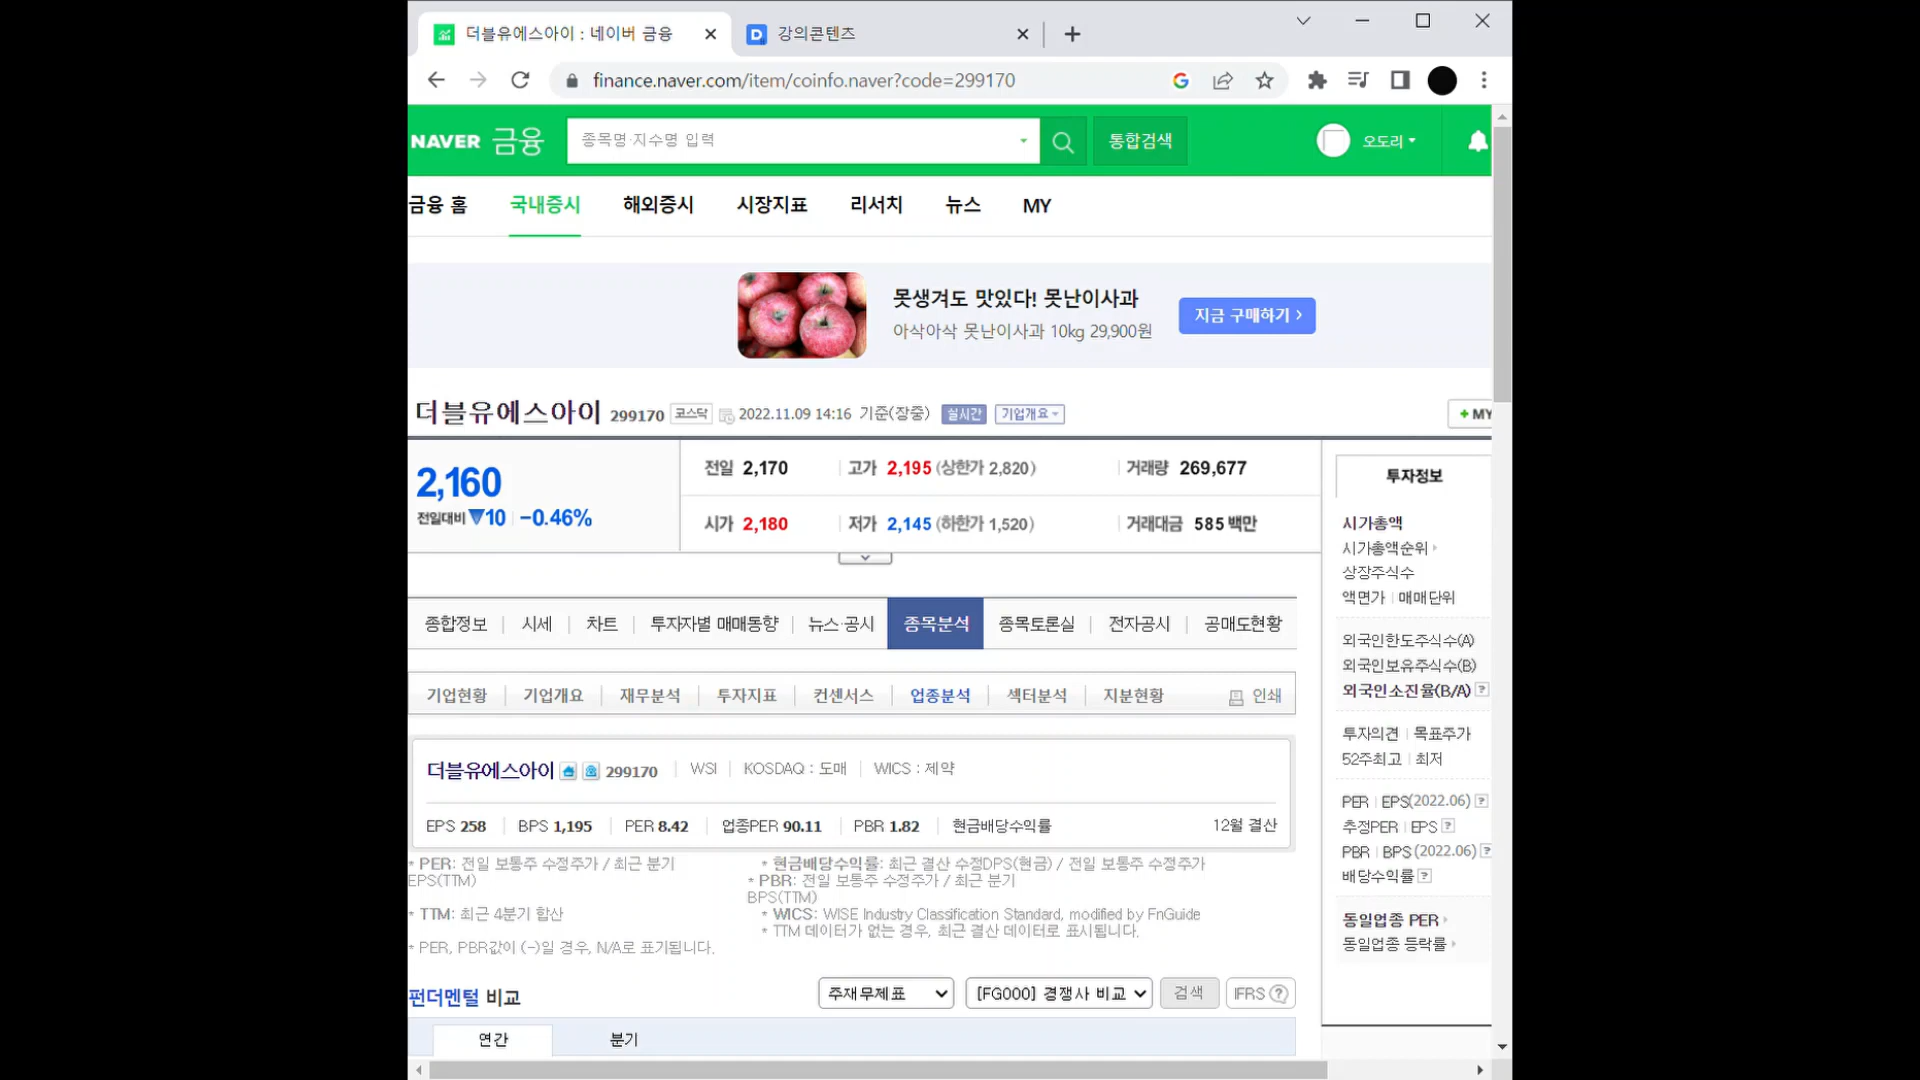 더블유에스아이 : 네이버 금융
강의콘텐츠
finance.naver.com/item/coinfo.naver?code=299170
NAVER 금융
종목명·지수명 입력
통합검색
오도리
금융 홈 국내증시 해외증시 시장지표 리서치 뉴스 MY
못생겨도 맛있다! 못난이사과
아삭아삭 못난이사과 10kg 29,900원
지금 구매하기 >
더블유에스아이 299170 코스닥 2022.11.09 14:16 기준(장중) 실시간 기업개요
+ MY
2,160
전일대비 ▼10 -0.46%
전일 2,170 고가 2,195 (상한가 2,820) 거래량 269,677
시가 2,180 저가 2,145 (하한가 1,520) 거래대금 585 백만
투자정보
시가총액
시가총액순위
상장주식수
액면가 | 매매단위
외국인한도주식수(A)
외국인보유주식수(B)
외국인소진율(B/A) ?
투자의견 | 목표주가
52주최고 | 최저
PER | EPS(2022.06) ?
추정PER | EPS ?
PBR | BPS(2022.06) ?
배당수익률 ?
동일업종 PER
동일업종 등락률
종합정보 | 시세 | 차트 | 투자자별 매매동향 | 뉴스·공시 종목분석 종목토론실 | 전자공시 | 공매도현황
기업현황 | 기업개요 | 재무분석 | 투자지표 | 컨센서스 | 업종분석 | 섹터분석 | 지분현황 인쇄
더블유에스아이 299170 | WSI | KOSDAQ : 도매 | WICS : 제약
EPS 258 | BPS 1,195 | PER 8.42 | 업종PER 90.11 | PBR 1.82 | 현금배당수익률 12월 결산
* PER: 전일 보통주 수정주가 / 최근 분기
EPS(TTM)
* TTM: 최근 4분기 합산
* PER, PBR값이 (-)일 경우, N/A로 표기됩니다.
* 현금배당수익률: 최근 결산 수정DPS(현금) / 전일 보통주 수정주가
* PBR: 전일 보통주 수정주가 / 최근 분기
BPS(TTM)
* WICS: WISE Industry Classification Standard, modified by FnGuide
* TTM 데이터가 없는 경우, 최근 결산 데이터로 표시됩니다.
펀더멘털 비교
주재무제표 [FG000] 경쟁사 비교 검색 IFRS ?
연간 분기